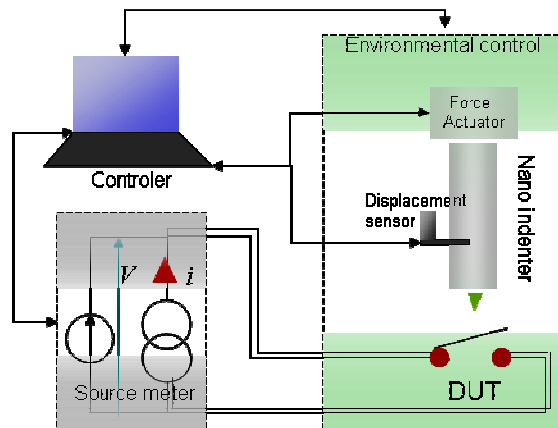 Environmental control
Force
Actuator
Controler
Displacement
sensor
Nano indenter
V
i
Source meter
DUT